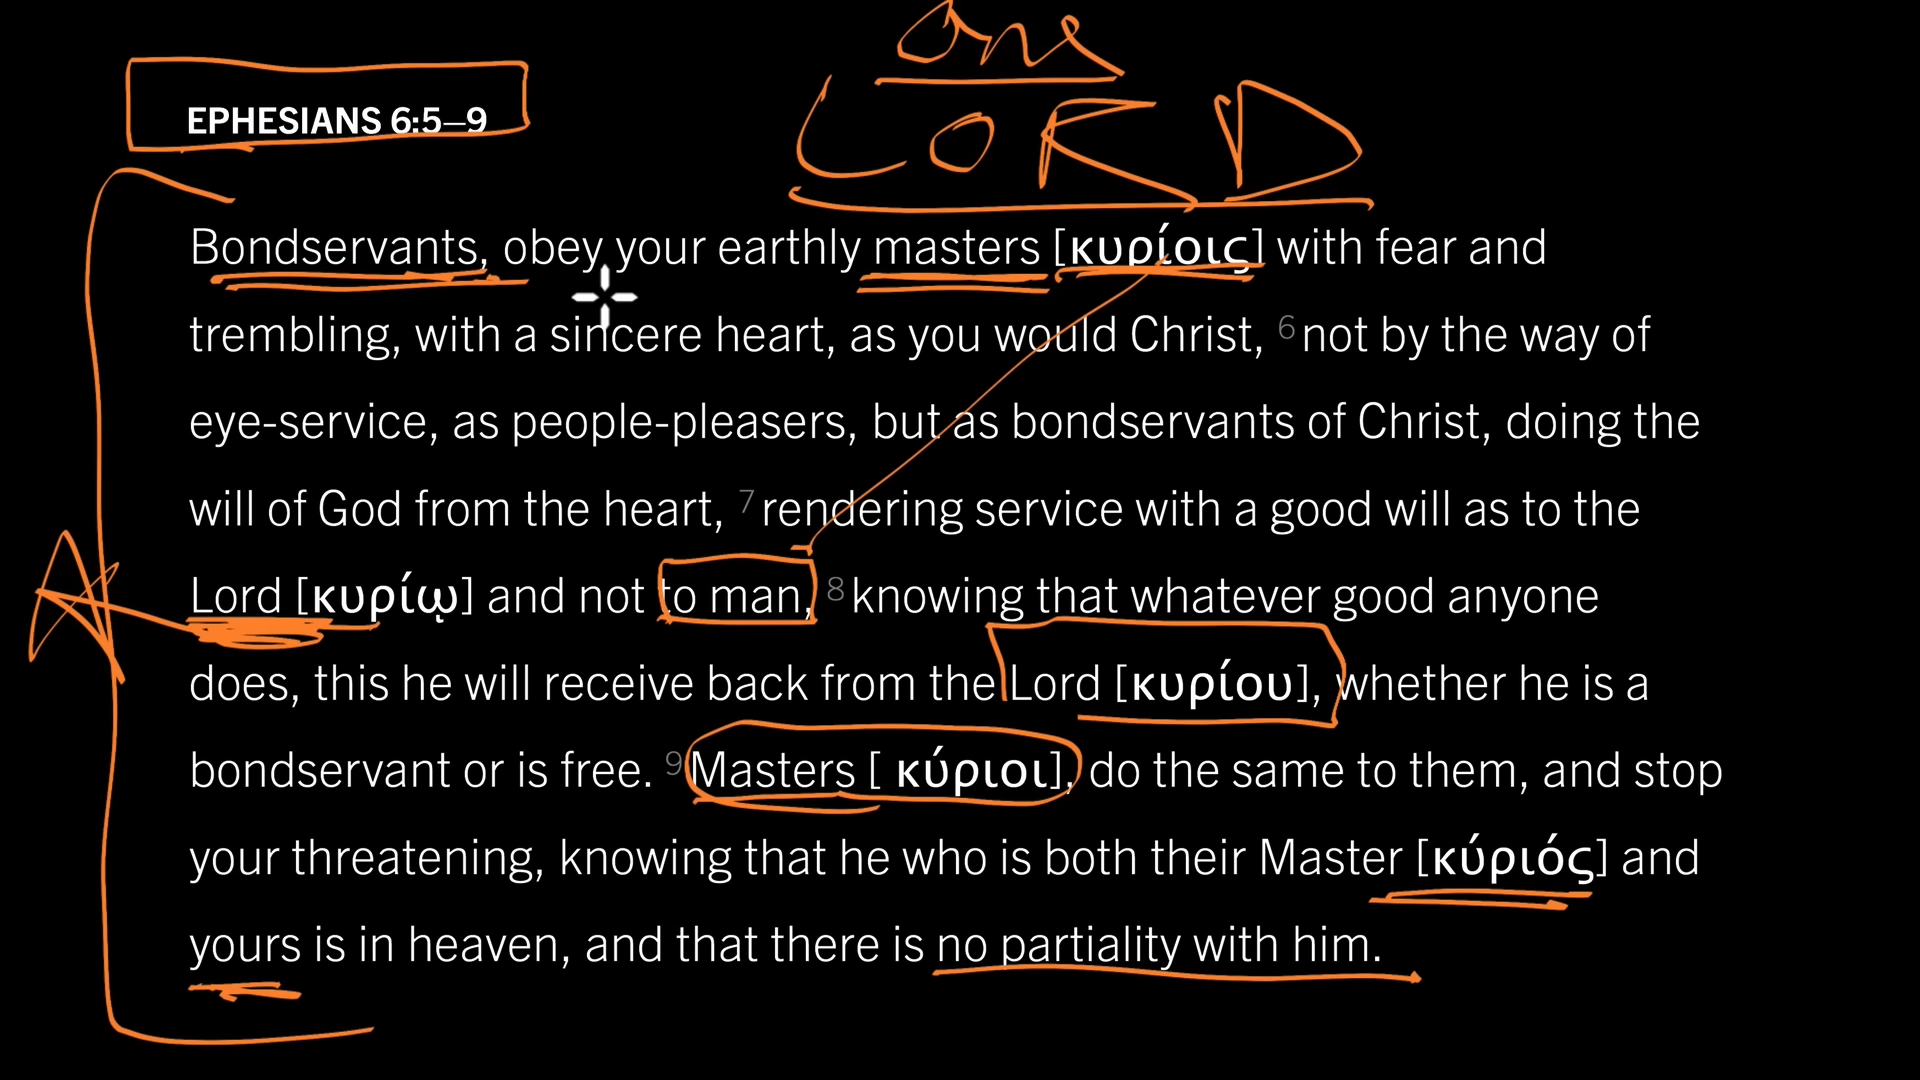 one
LORD
EPHESIANS 6:5–9
Bondservants, obey your earthly masters [κυρίοις] with fear and
trembling, with a sincere heart, as you would Christ, 6 not by the way of
eye-service, as people-pleasers, but as bondservants of Christ, doing the
will of God from the heart, 7 rendering service with a good will as to the
Lord [κυρίῳ] and not to man, 8 knowing that whatever good anyone
does, this he will receive back from the Lord [κυρίου], whether he is a
bondservant or is free. 9 Masters [ κύριοι], do the same to them, and stop
your threatening, knowing that he who is both their Master [κύριός] and
yours is in heaven, and that there is no partiality with him.